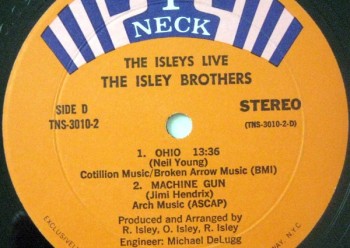 T
NECK
THE ISLEYS LIVE
THE ISLEY BROTHERS
SIDE D
TNS-3010-2
STEREO
(TNS-3010-2-D)
1. OHIO 13:36
(Neil Young)
Cotillion Music/Broken Arrow Music (BMI)
2. MACHINE GUN
(Jimi Hendrix)
Arch Music (ASCAP)
Produced and Arranged by
R. Isley, O. Isley, R. Isley
Engineer: Michael DeLugg
EXCLUSIVEL
N.Y.C.